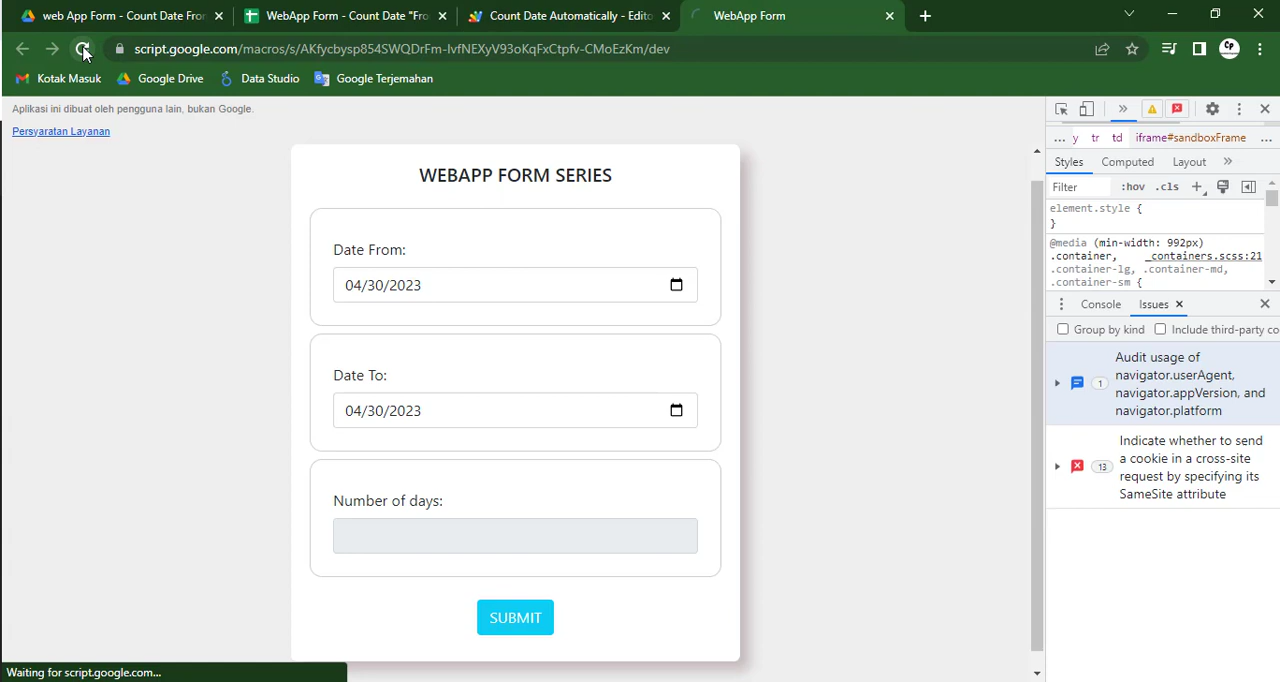 web App Form - Count Date Fron
WebApp Form - Count Date "Fro
Count Date Automatically - Edito
WebApp Form
script.google.com/macros/s/AKfycbysp854SWQDrFm-IvfNEXyV93oKqFxCtpfv-CMoEzKm/dev
Kotak Masuk
Google Drive
Data Studio
Google Terjemahan
Aplikasi ini dibuat oleh pengguna lain, bukan Google.
Persyaratan Layanan
WEBAPP FORM SERIES
Date From:
04/30/2023
Date To:
04/30/2023
Number of days:
SUBMIT
Waiting for script.google.com...
... y tr td iframe#sandboxFrame ...
Styles Computed Layout »
Filter :hov .cls +
element.style {
}
@media (min-width: 992px)
.container, _containers.scss:21
.container-lg, .container-md,
.container-sm {
Console Issues
Group by kind Include third-party co
Audit usage of
1 navigator.userAgent,
navigator.appVersion, and
navigator.platform
Indicate whether to send
a cookie in a cross-site
13 request by specifying its
SameSite attribute
Cp